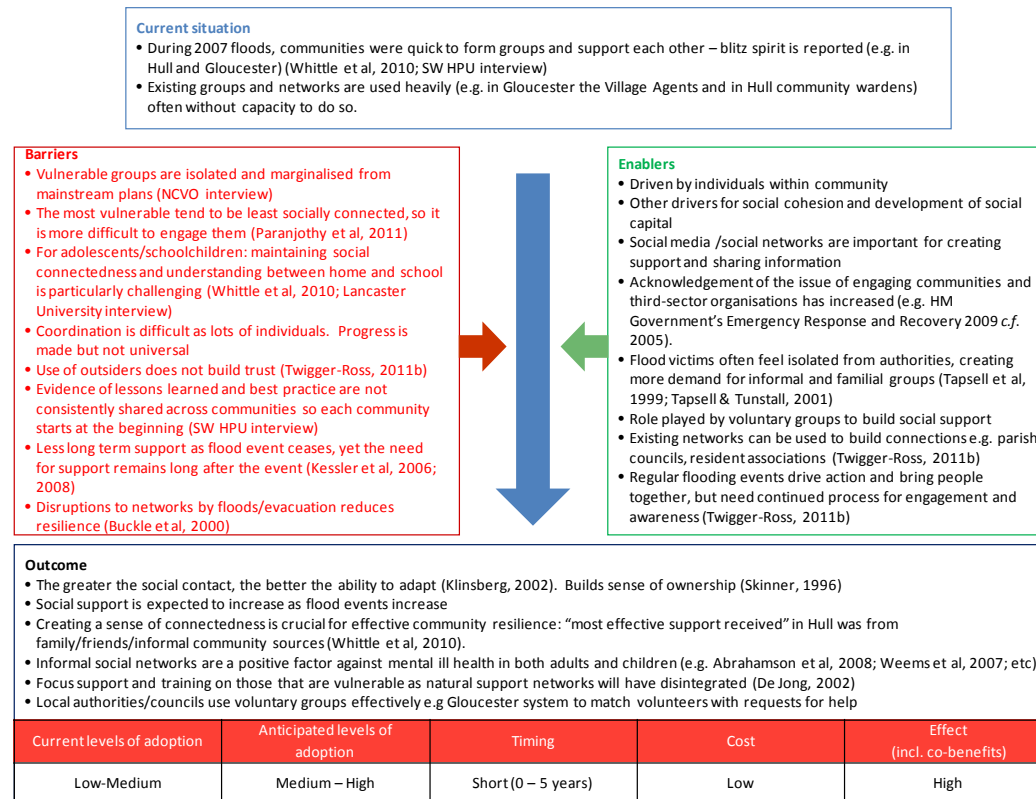 Current situation
• During 2007 floods, communities were quick to form groups and support each other – blitz spirit is reported (e.g. in
Hull and Gloucester) (Whittle et al, 2010; SW HPU interview)
• Existing groups and networks are used heavily (e.g. in Gloucester the Village Agents and in Hull community wardens)
often without capacity to do so.
Barriers
• Vulnerable groups are isolated and marginalised from
mainstream plans (NCVO interview)
• The most vulnerable tend to be least socially connected, so it
is more difficult to engage them (Paranjothy et al, 2011)
• For adolescents/schoolchildren: maintaining social
connectedness and understanding between home and school
is particularly challenging (Whittle et al, 2010; Lancaster
University interview)
• Coordination is difficult as lots of individuals. Progress is
made but not universal
• Use of outsiders does not build trust (Twigger-Ross, 2011b)
• Evidence of lessons learned and best practice are not
consistently shared across communities so each community
starts at the beginning (SW HPU interview)
• Less long term support as flood event ceases, yet the need
for support remains long after the event (Kessler et al, 2006;
2008)
• Disruptions to networks by floods/evacuation reduces
resilience (Buckle et al, 2000)
Enablers
• Driven by individuals within community
• Other drivers for social cohesion and development of social
capital
• Social media /social networks are important for creating
support and sharing information
• Acknowledgement of the issue of engaging communities and
third-sector organisations has increased (e.g. HM
Government's Emergency Response and Recovery 2009 c.f.
2005).
• Flood victims often feel isolated from authorities, creating
more demand for informal and familial groups (Tapsell et al,
1999; Tapsell & Tunstall, 2001)
• Role played by voluntary groups to build social support
• Existing networks can be used to build connections e.g. parish
councils, resident associations (Twigger-Ross, 2011b)
• Regular flooding events drive action and bring people
together, but need continued process for engagement and
awareness (Twigger-Ross, 2011b)
Outcome
• The greater the social contact, the better the ability to adapt (Klinsberg, 2002). Builds sense of ownership (Skinner, 1996)
• Social support is expected to increase as flood events increase
• Creating a sense of connectedness is crucial for effective community resilience: "most effective support received" in Hull was from
family/friends/informal community sources (Whittle et al, 2010).
• Informal social networks are a positive factor against mental ill health in both adults and children (e.g. Abrahamson et al, 2008; Weems et al, 2007; etc)
• Focus support and training on those that are vulnerable as natural support networks will have disintegrated (De Jong, 2002)
• Local authorities/councils use voluntary groups effectively e.g Gloucester system to match volunteers with requests for help
Current levels of adoption
Anticipated levels of
adoption
Timing
Cost
Effect
(incl. co-benefits)
Low-Medium
Medium – High
Short (0 – 5 years)
Low
High